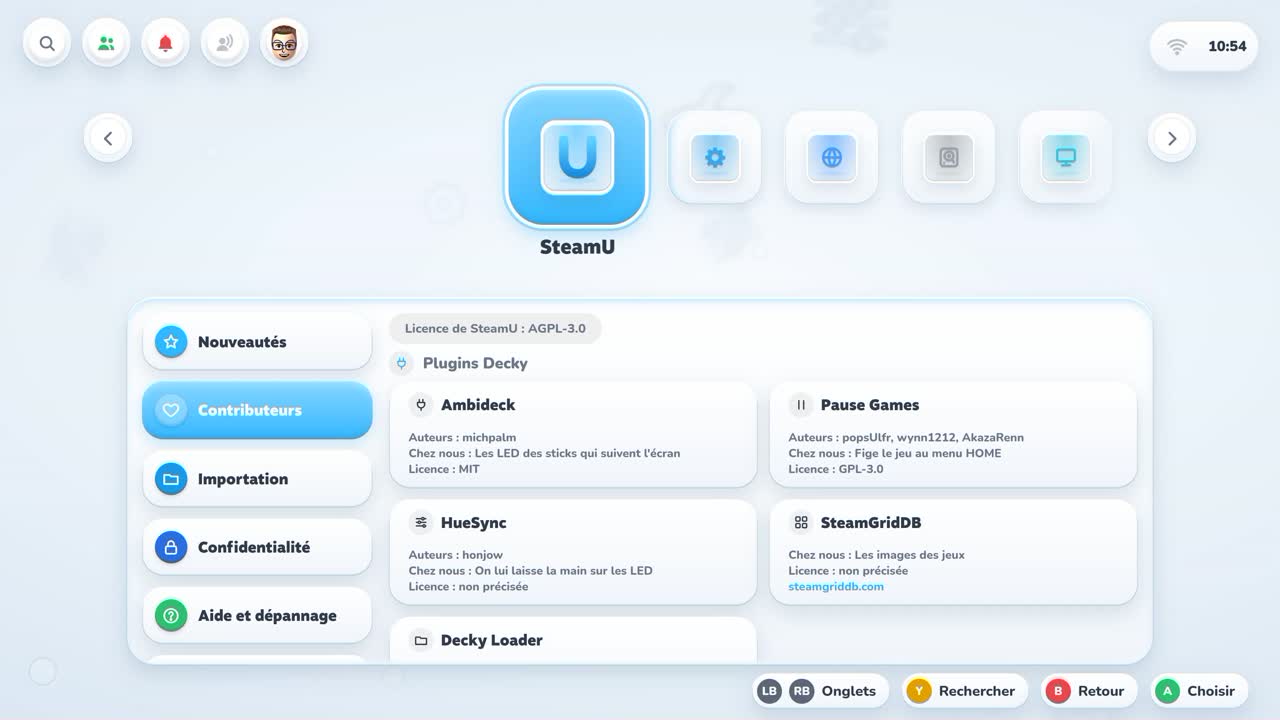 10:54
U
SteamU
Nouveautés
Contributeurs
Importation
Confidentialité
Aide et dépannage
Licence de SteamU : AGPL-3.0
Plugins Decky
Ambideck
Auteurs : michpalm
Chez nous : Les LED des sticks qui suivent l'écran
Licence : MIT
Pause Games
Auteurs : popsUlfr, wynn1212, AkazaRenn
Chez nous : Fige le jeu au menu HOME
Licence : GPL-3.0
HueSync
Auteurs : honjow
Chez nous : On lui laisse la main sur les LED
Licence : non précisée
SteamGridDB
Chez nous : Les images des jeux
Licence : non précisée
steamgriddb.com
Decky Loader
LB RB Onglets
Y Rechercher
B Retour
A Choisir